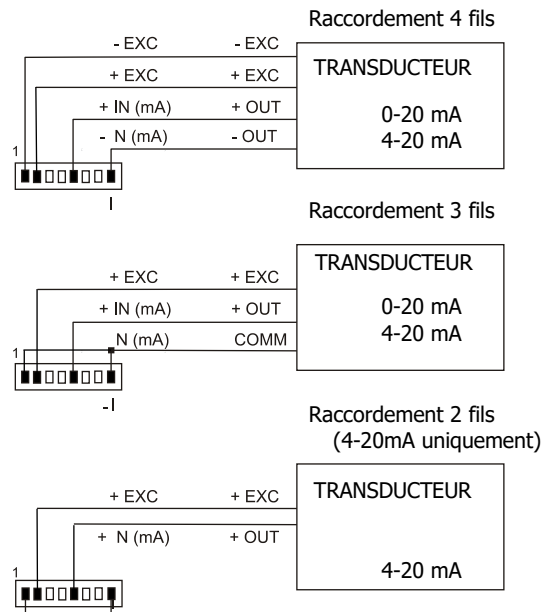 Raccordement 4 fils
- EXC - EXC
+ EXC + EXC
+ IN (mA) + OUT
- N (mA) - OUT
TRANSDUCTEUR
0-20 mA
4-20 mA
1
I
Raccordement 3 fils
+ EXC + EXC
+ IN (mA) + OUT
N (mA) COMM
TRANSDUCTEUR
0-20 mA
4-20 mA
1
-I
Raccordement 2 fils
(4-20mA uniquement)
+ EXC + EXC
+ N (mA) + OUT
TRANSDUCTEUR
4-20 mA
1